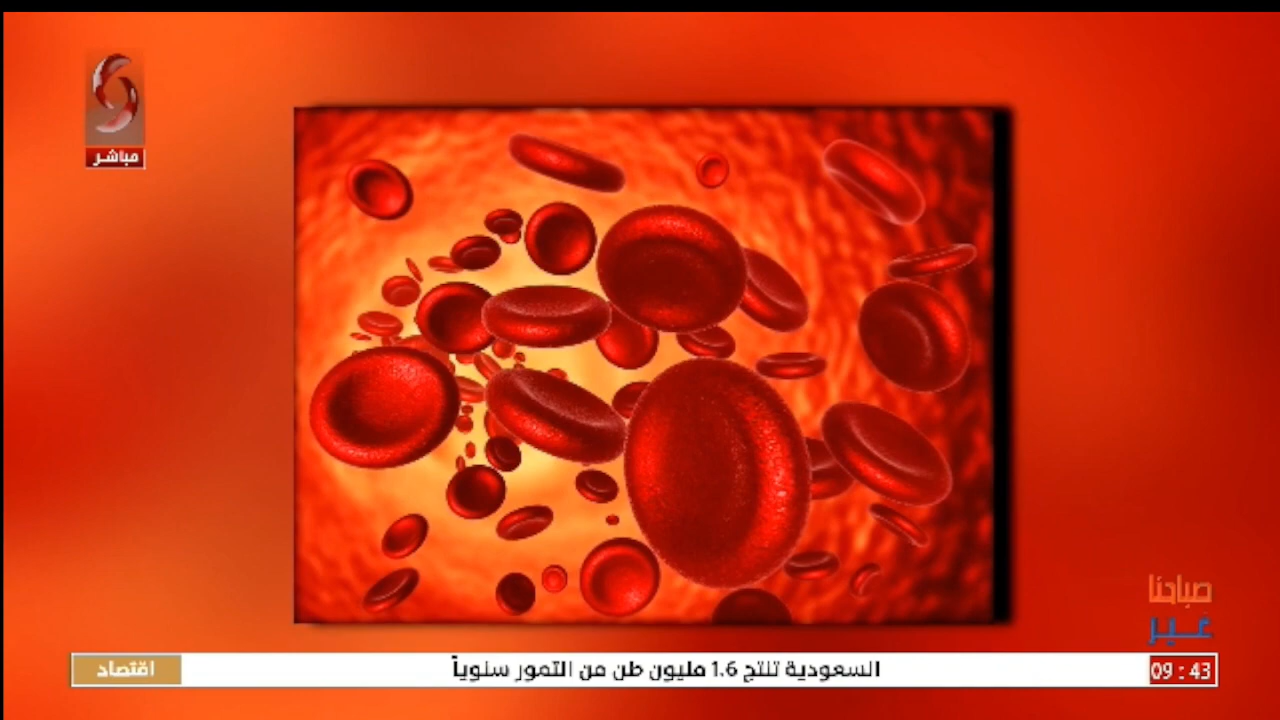 مباشر
صباحنا
غير
اقتصاد
السعودية تنتج 1.6 مليون طن من التمور سنوياً
09 : 43